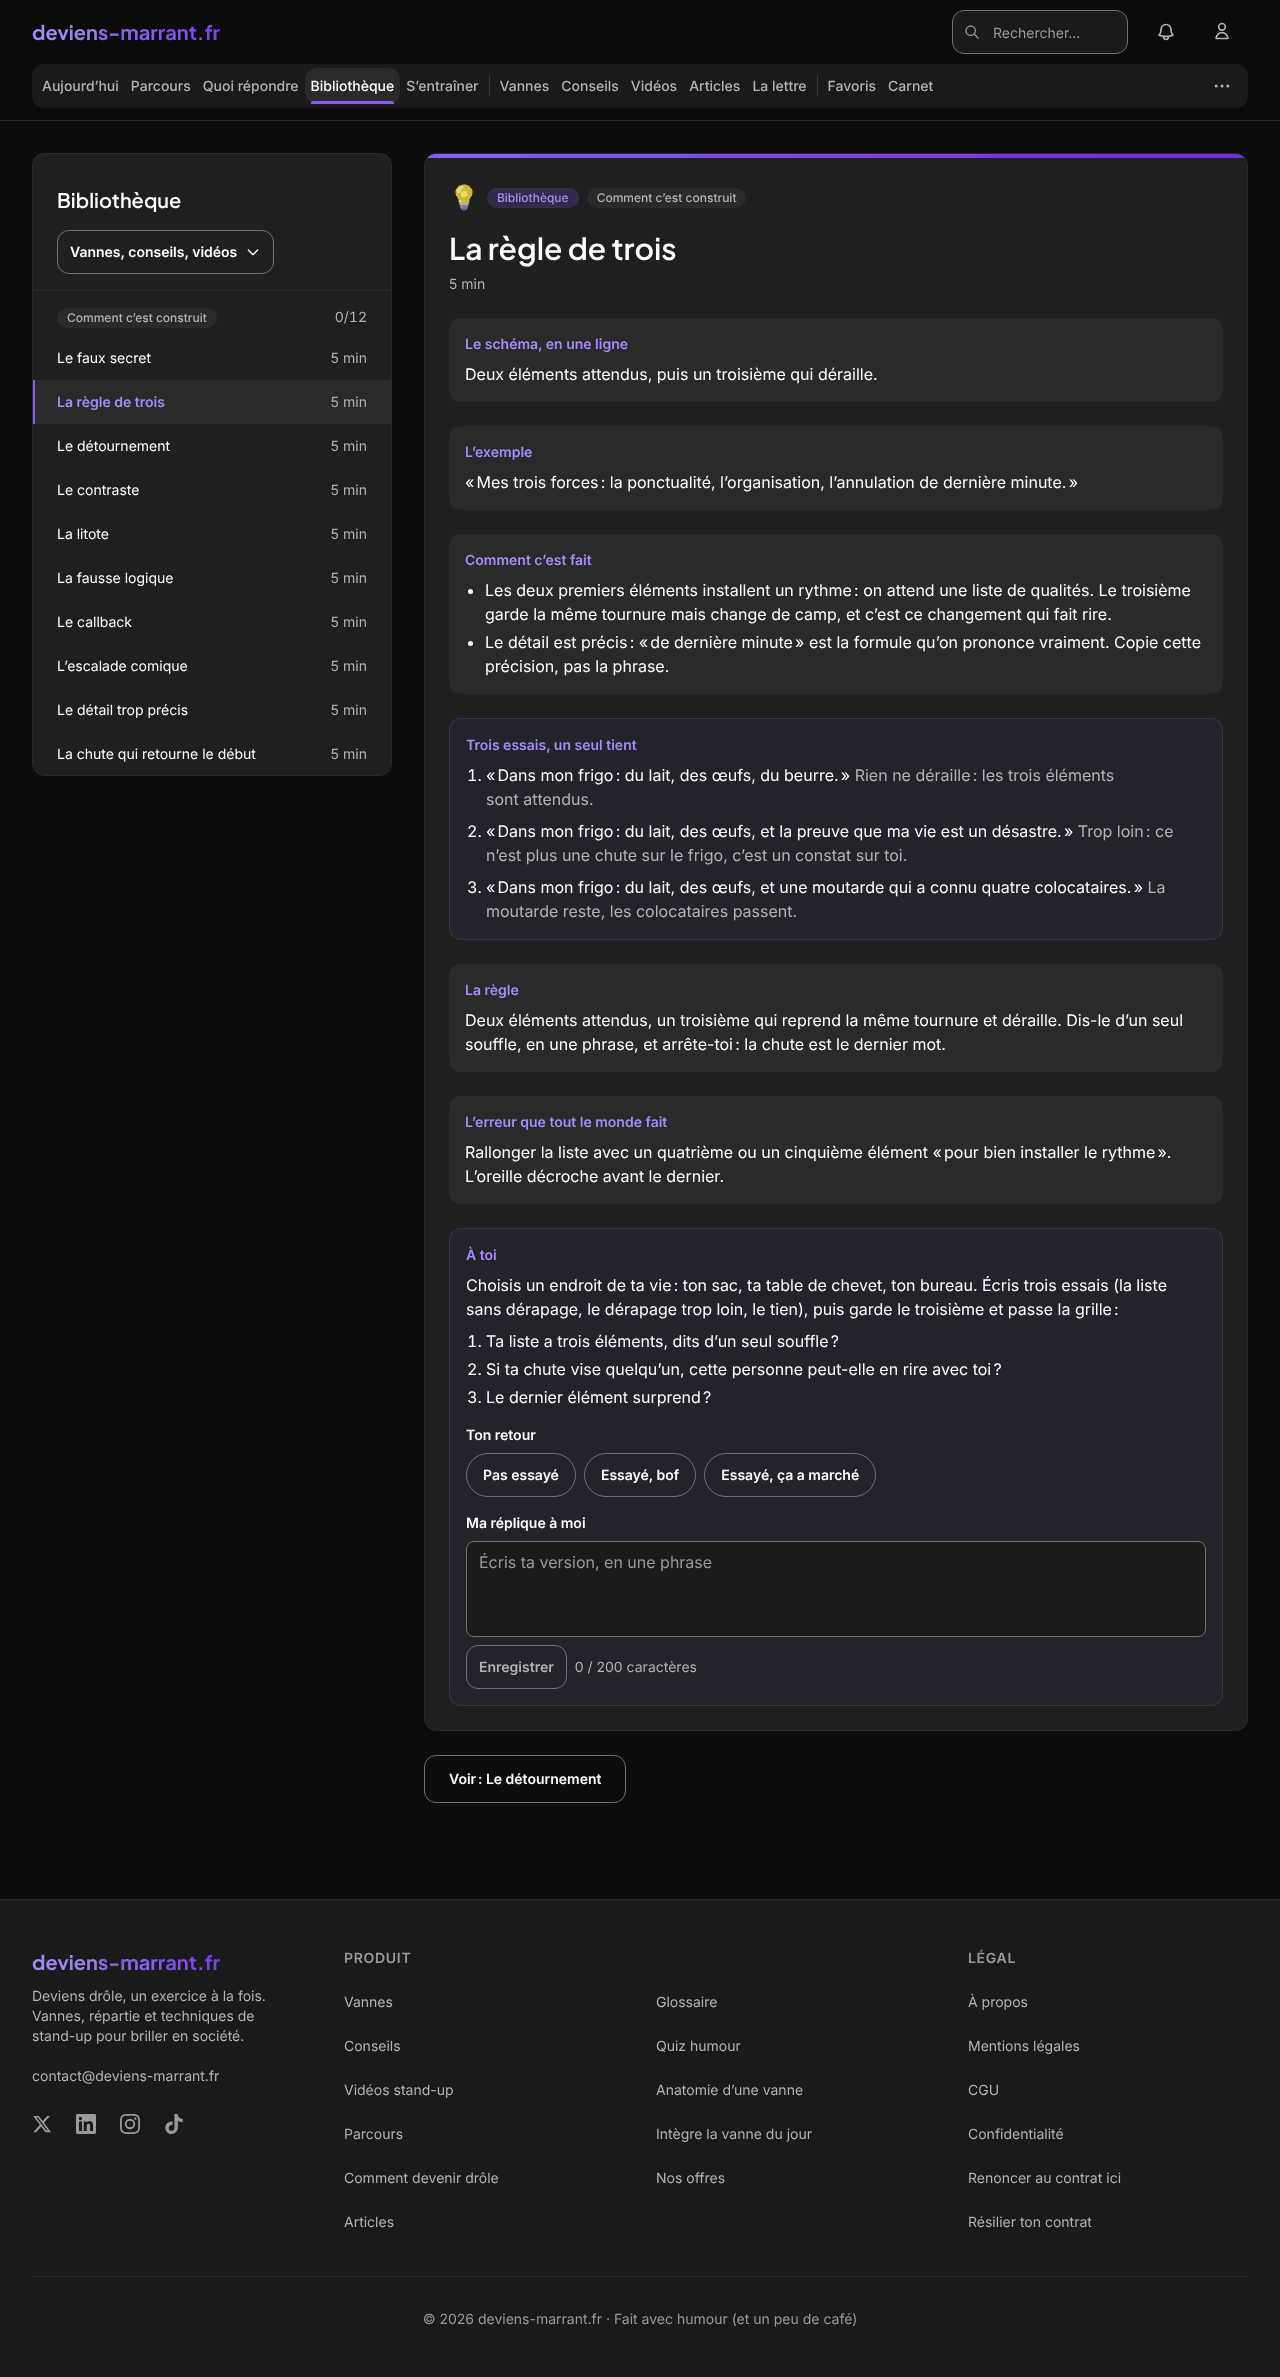 deviens-marrant.fr
Rechercher...
Aujourd’hui Parcours Quoi répondre Bibliothèque S’entraîner Vannes Conseils Vidéos Articles La lettre Favoris Carnet
Bibliothèque
Vannes, conseils, vidéos
Comment c’est construit 0/12
Le faux secret 5 min
La règle de trois 5 min
Le détournement 5 min
Le contraste 5 min
La litote 5 min
La fausse logique 5 min
Le callback 5 min
L’escalade comique 5 min
Le détail trop précis 5 min
La chute qui retourne le début 5 min
Bibliothèque Comment c’est construit
La règle de trois
5 min
Le schéma, en une ligne
Deux éléments attendus, puis un troisième qui déraille.
L’exemple
« Mes trois forces : la ponctualité, l’organisation, l’annulation de dernière minute. »
Comment c’est fait
• Les deux premiers éléments installent un rythme : on attend une liste de qualités. Le troisième
garde la même tournure mais change de camp, et c’est ce changement qui fait rire.
• Le détail est précis : « de dernière minute » est la formule qu’on prononce vraiment. Copie cette
précision, pas la phrase.
Trois essais, un seul tient
1. « Dans mon frigo : du lait, des œufs, du beurre. » Rien ne déraille : les trois éléments
sont attendus.
2. « Dans mon frigo : du lait, des œufs, et la preuve que ma vie est un désastre. » Trop loin : ce
n’est plus une chute sur le frigo, c’est un constat sur toi.
3. « Dans mon frigo : du lait, des œufs, et une moutarde qui a connu quatre colocataires. » La
moutarde reste, les colocataires passent.
La règle
Deux éléments attendus, un troisième qui reprend la même tournure et déraille. Dis-le d’un seul
souffle, en une phrase, et arrête-toi : la chute est le dernier mot.
L’erreur que tout le monde fait
Rallonger la liste avec un quatrième ou un cinquième élément « pour bien installer le rythme ».
L’oreille décroche avant le dernier.
À toi
Choisis un endroit de ta vie : ton sac, ta table de chevet, ton bureau. Écris trois essais (la liste
sans dérapage, le dérapage trop loin, le tien), puis garde le troisième et passe la grille :
1. Ta liste a trois éléments, dits d’un seul souffle ?
2. Si ta chute vise quelqu’un, cette personne peut-elle en rire avec toi ?
3. Le dernier élément surprend ?
Ton retour
Pas essayé Essayé, bof Essayé, ça a marché
Ma réplique à moi
Écris ta version, en une phrase
Enregistrer 0 / 200 caractères
Voir : Le détournement
deviens-marrant.fr
Deviens drôle, un exercice à la fois.
Vannes, répartie et techniques de
stand-up pour briller en société.
contact@deviens-marrant.fr
PRODUIT
Vannes
Conseils
Vidéos stand-up
Parcours
Comment devenir drôle
Articles
Glossaire
Quiz humour
Anatomie d’une vanne
Intègre la vanne du jour
Nos offres
LÉGAL
À propos
Mentions légales
CGU
Confidentialité
Renoncer au contrat ici
Résilier ton contrat
© 2026 deviens-marrant.fr · Fait avec humour (et un peu de café)